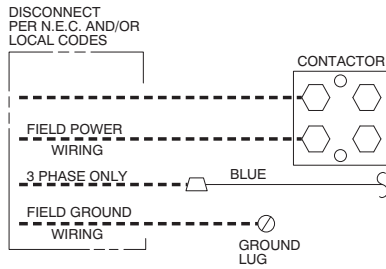 DISCONNECT
PER N.E.C. AND/OR
LOCAL CODES
CONTACTOR
FIELD POWER
WIRING
3 PHASE ONLY
BLUE
FIELD GROUND
WIRING
GROUND
LUG